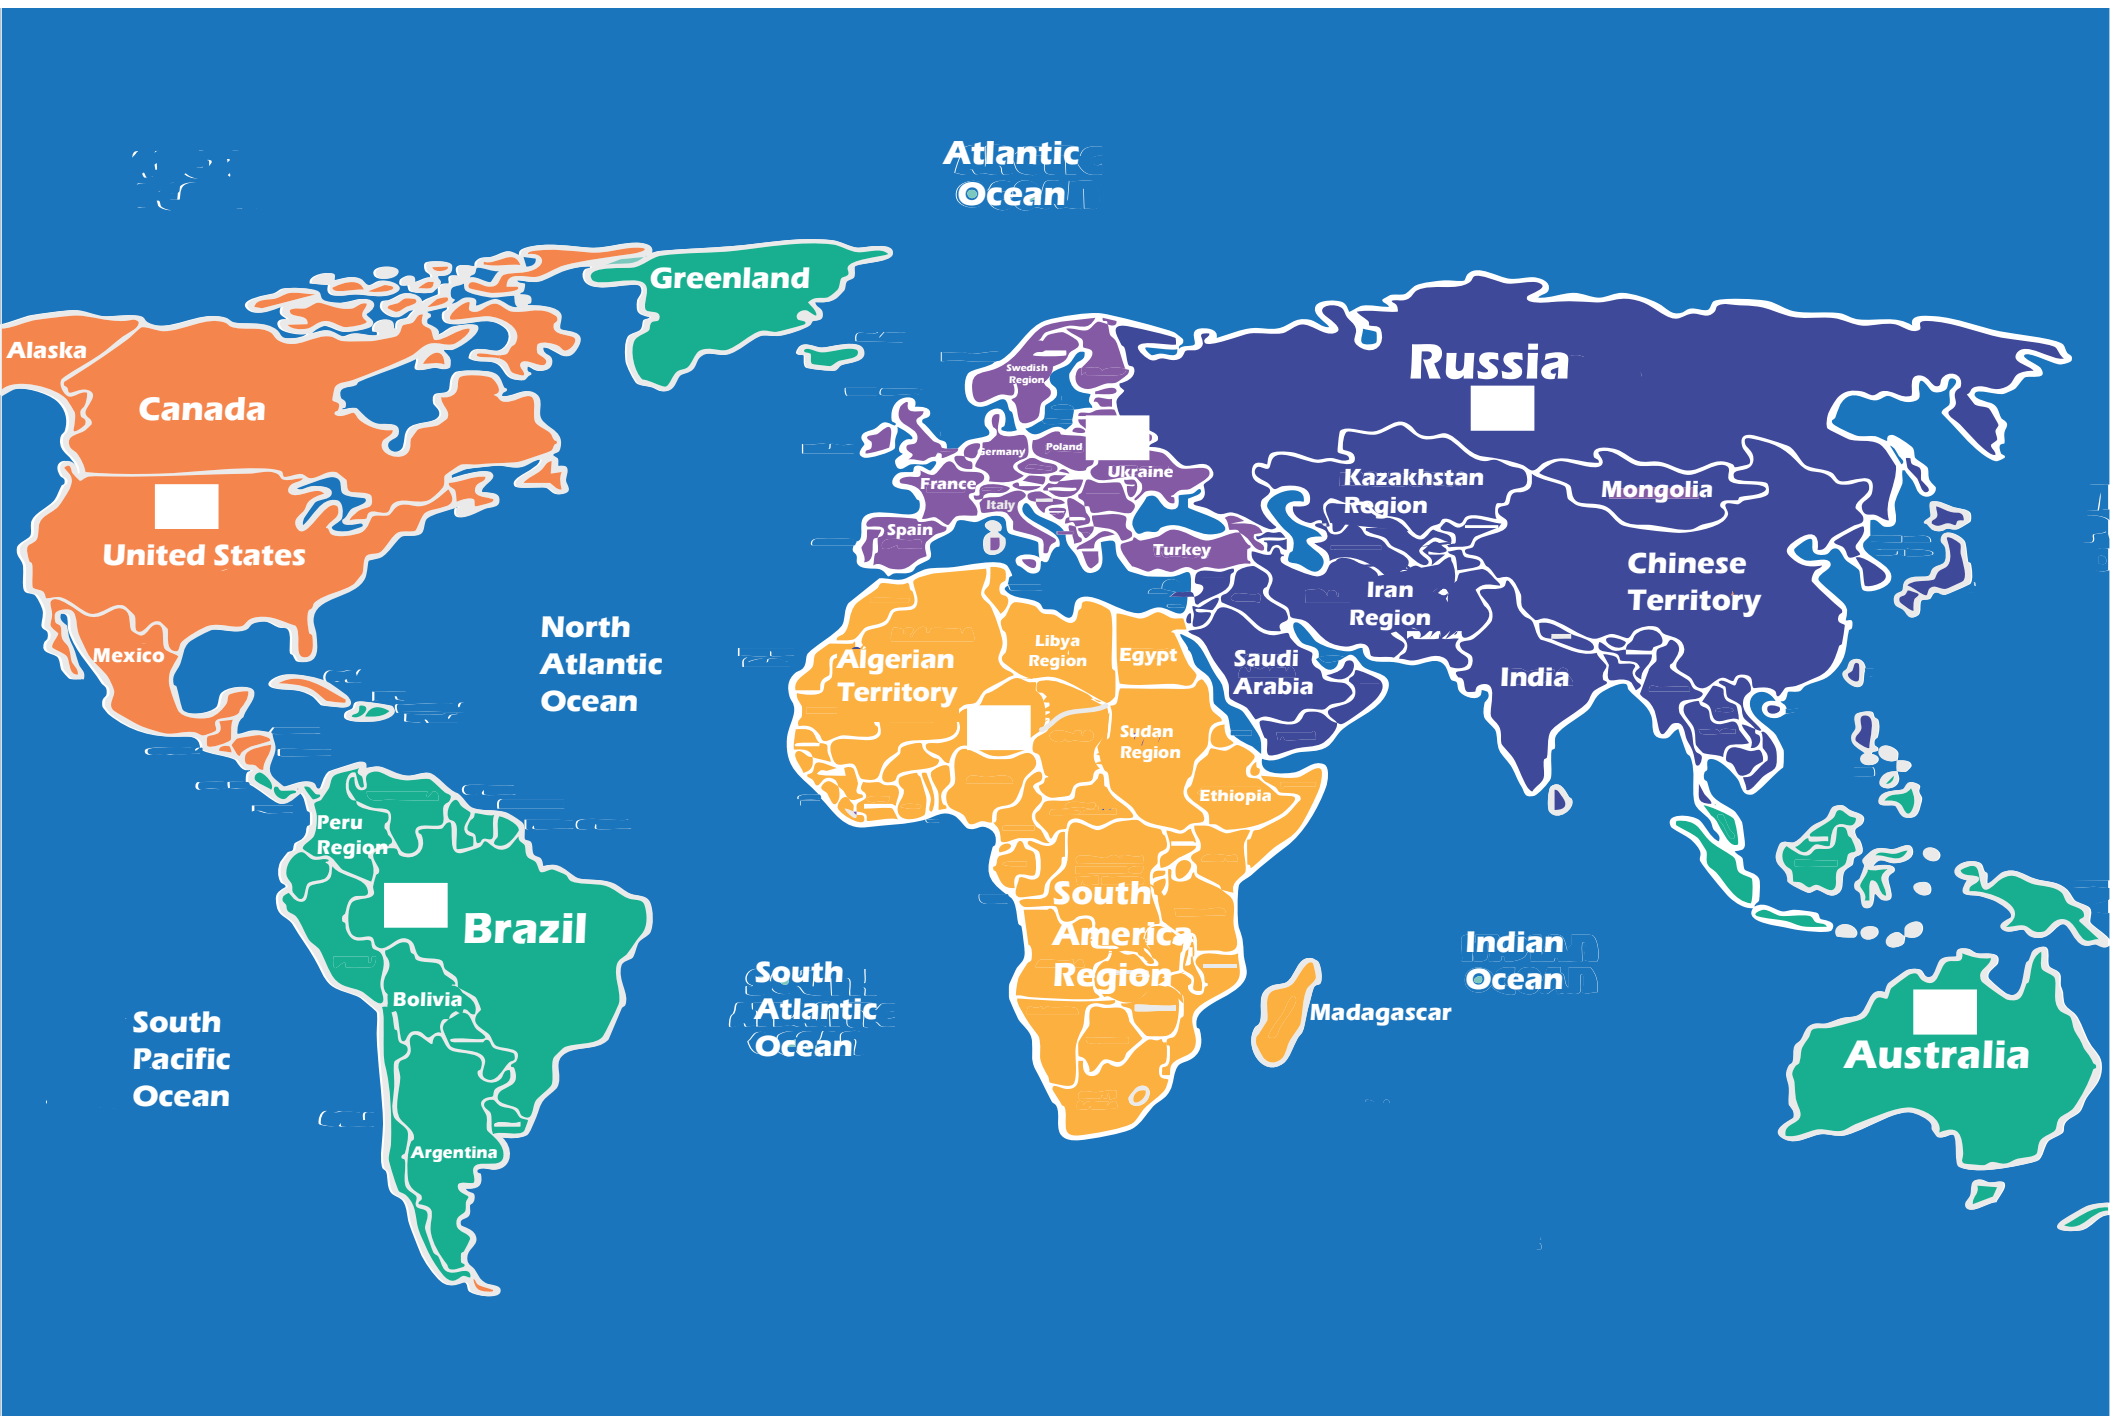 Atlantic
Ocean
Greenland
Alaska
Canada
Russia
Swedish
Region
Germany
Poland
Ukraine
France
Italy
Spain
Turkey
Kazakhstan
Region
Mongolia
United States
Chinese
Territory
Iran
Region
North
Atlantic
Ocean
Mexico
Algerian
Territory
Libya
Region
Egypt
Saudi
Arabia
India
Sudan
Region
Ethiopia
Peru
Region
Brazil
South
America
Region
Indian
Ocean
Bolivia
South
Atlantic
Ocean
Madagascar
South
Pacific
Ocean
Australia
Argentina